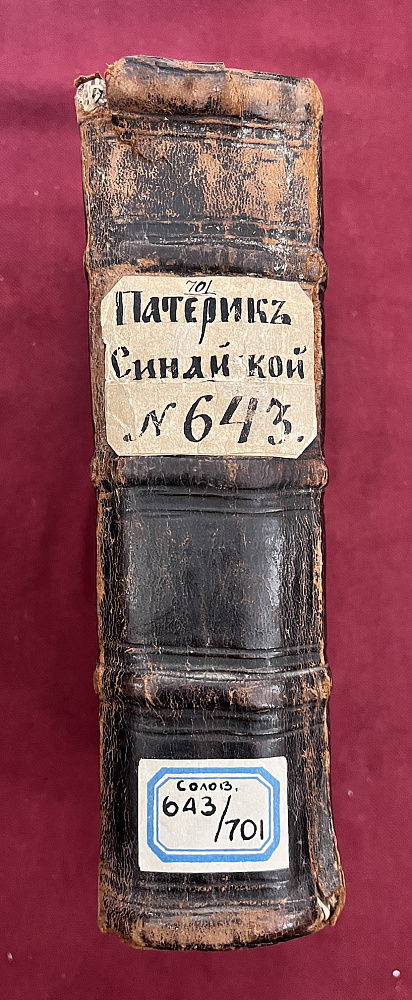 701
Патерикъ
Синай кой
№ 643.
Солов.
643/701